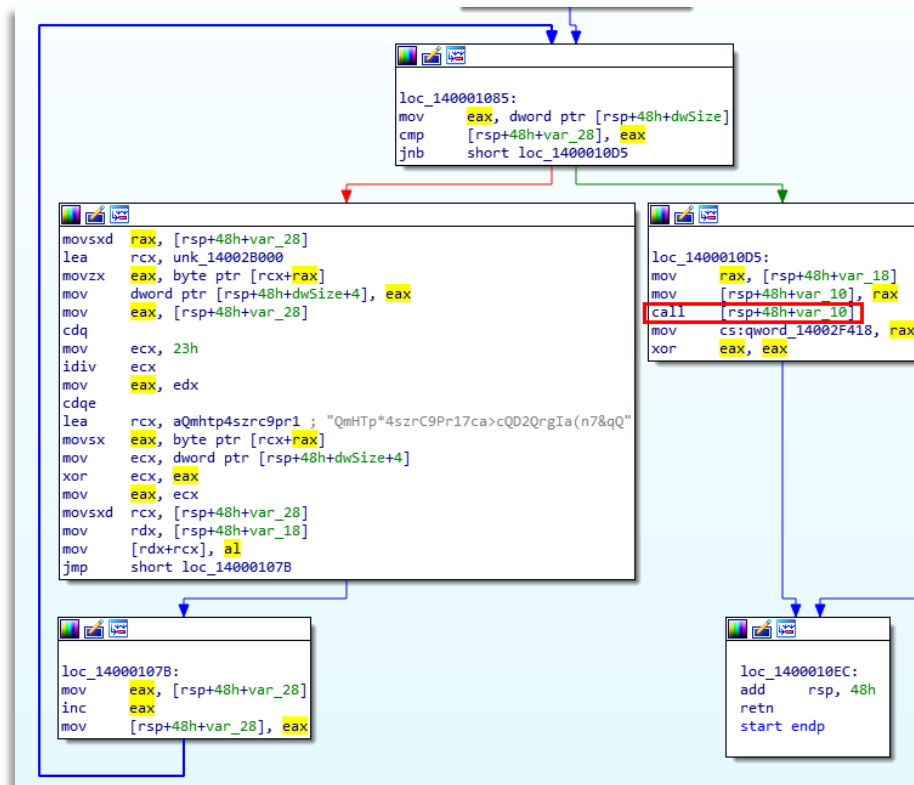 loc_140001085:
mov eax, dword ptr [rsp+48h+dwSize]
cmp [rsp+48h+var_28], eax
jnb short loc_1400010D5
movsxd rax, [rsp+48h+var_28]
lea rcx, unk_14002B000
movzx eax, byte ptr [rcx+rax]
mov dword ptr [rsp+48h+dwSize+4], eax
mov eax, [rsp+48h+var_28]
cdq
mov ecx, 23h
idiv ecx
mov eax, edx
cdqe
lea rcx, aQmhtp4szrc9pr1 ; "QmHTp*4szrC9Pr17ca>cQD2QrgIa(n7&qQ"
movsx eax, byte ptr [rcx+rax]
mov ecx, dword ptr [rsp+48h+dwSize+4]
xor ecx, eax
mov eax, ecx
movsxd rcx, [rsp+48h+var_28]
mov rdx, [rsp+48h+var_18]
mov [rdx+rcx], al
jmp short loc_14000107B
loc_1400010D5:
mov rax, [rsp+48h+var_18]
mov [rsp+48h+var_10], rax
call [rsp+48h+var_10]
mov cs:qword_14002F418, rax
xor eax, eax
loc_14000107B:
mov eax, [rsp+48h+var_28]
inc eax
mov [rsp+48h+var_28], eax
loc_1400010EC:
add rsp, 48h
retn
start endp